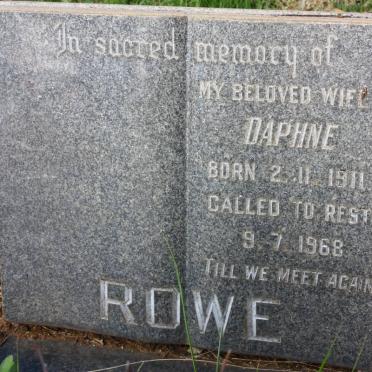 In sacred memory of
MY BELOVED WIFE
DAPHNE
BORN 2.11.1911
CALLED TO REST
9.7.1968
TILL WE MEET AGAIN
ROWE